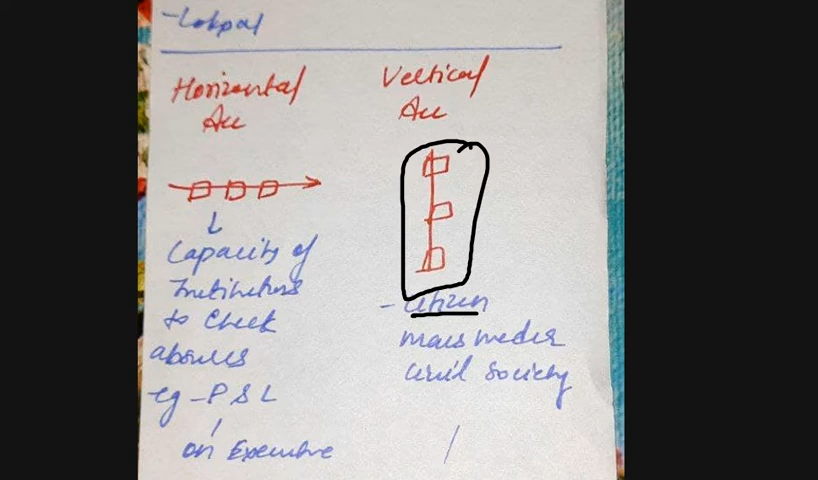 - Lokpal
Horizontal
Acc
Vertical
Acc
Capacity of
Institutions
to Check
abuses
eg - P S L
on Executive
- Citizen
mass media
Civil Society